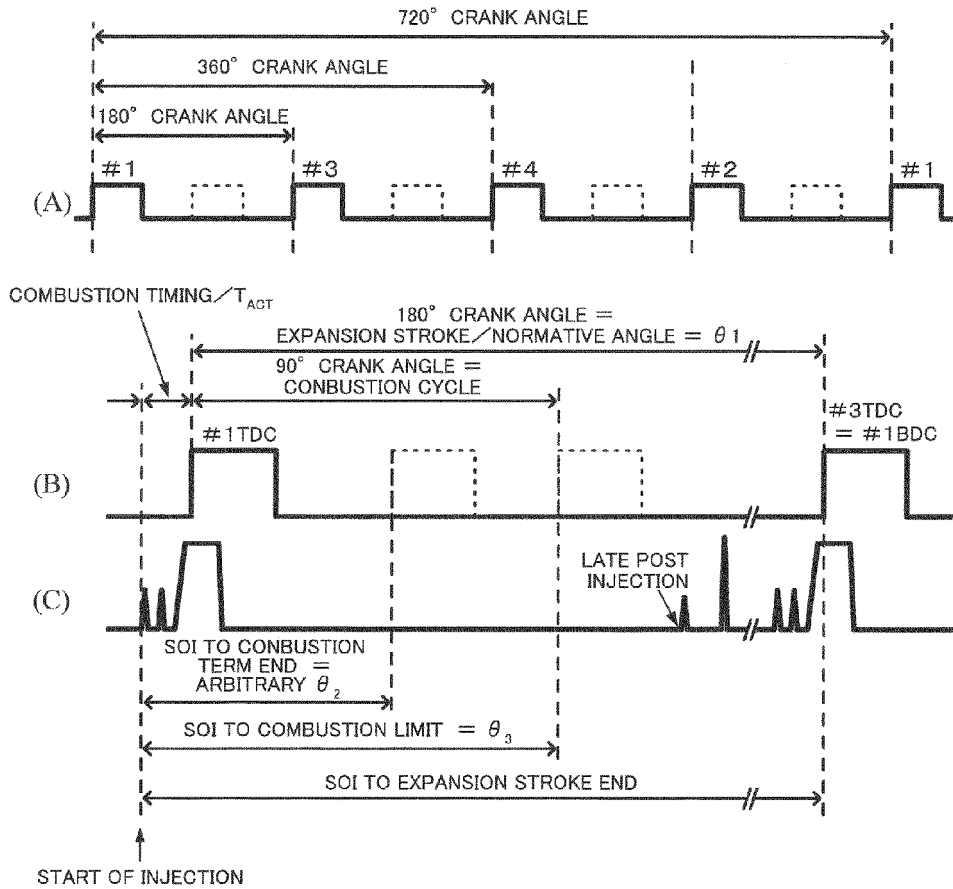 720° CRANK ANGLE
360° CRANK ANGLE
180° CRANK ANGLE
#1
#3
#4
#2
#1
(A)
COMBUSTION TIMING/T_ACT
180° CRANK ANGLE =
EXPANSION STROKE/NORMATIVE ANGLE = θ1
90° CRANK ANGLE =
CONBUSTION CYCLE
#1TDC
#3TDC
= #1BDC
(B)
LATE POST
INJECTION
(C)
SOI TO CONBUSTION
TERM END =
ARBITRARY θ2
SOI TO COMBUSTION LIMIT = θ3
SOI TO EXPANSION STROKE END
START OF INJECTION